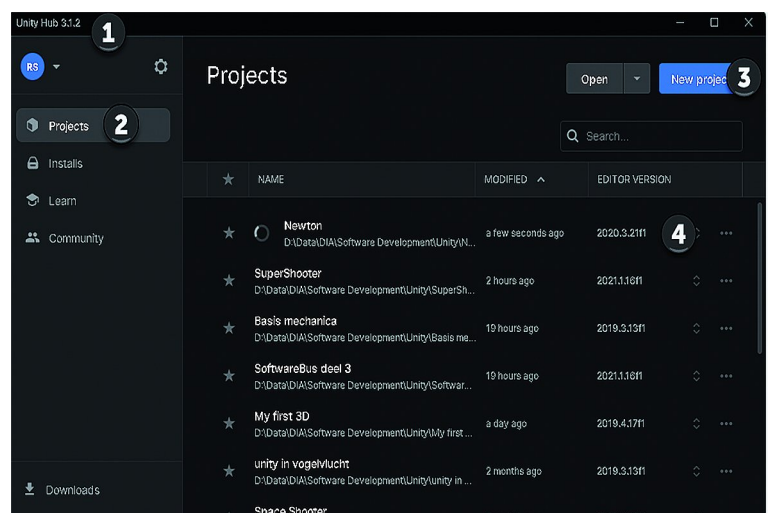 Unity Hub 3.1.2
1
RS
Projects
Open
New projec
3
Projects
2
Installs
Learn
Community
Downloads
Search...
NAME
MODIFIED
EDITOR VERSION
Newton
D:\Data\DIA\Software Development\Unity\N...
a few seconds ago
2020.3.21f1
4
SuperShooter
D:\Data\DIA\Software Development\Unity\SuperSh...
2 hours ago
2021.1.16f1
Basis mechanica
D:\Data\DIA\Software Development\Unity\Basis me...
19 hours ago
2019.3.13f1
SoftwareBus deel 3
D:\Data\DIA\Software Development\Unity\Softwar...
19 hours ago
2021.1.16f1
My first 3D
D:\Data\DIA\Software Development\Unity\My first ...
a day ago
2019.4.17f1
unity in vogelvlucht
D:\Data\DIA\Software Development\Unity\unity in ...
2 months ago
2019.3.13f1
Space Shooter